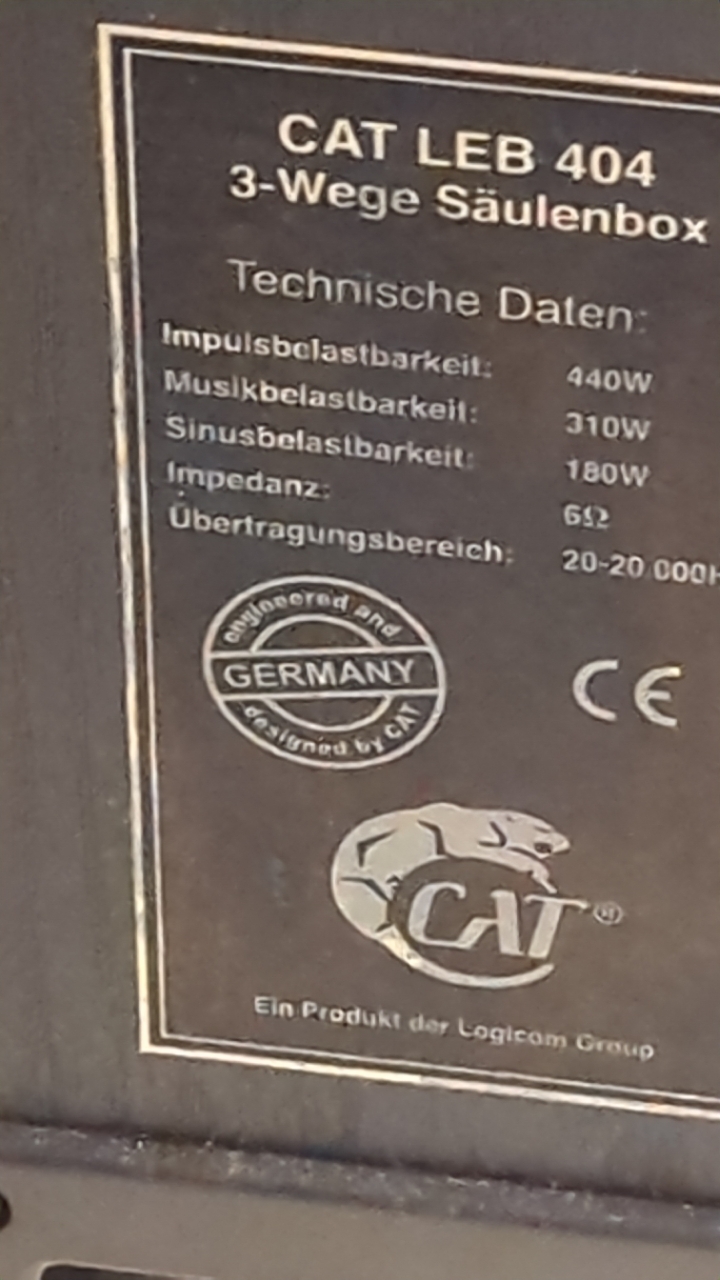 CAT LEB 404
3-Wege Säulenbox
Technische Daten:
Impulsbelastbarkeit: 440W
Musikbelastbarkeit: 310W
Sinusbelastbarkeit: 180W
Impedanz: 6Ω
Übertragungsbereich: 20-20.000H
engineered and
GERMANY
designed by CAT
CE
CAT®
Ein Produkt der Logicom Group